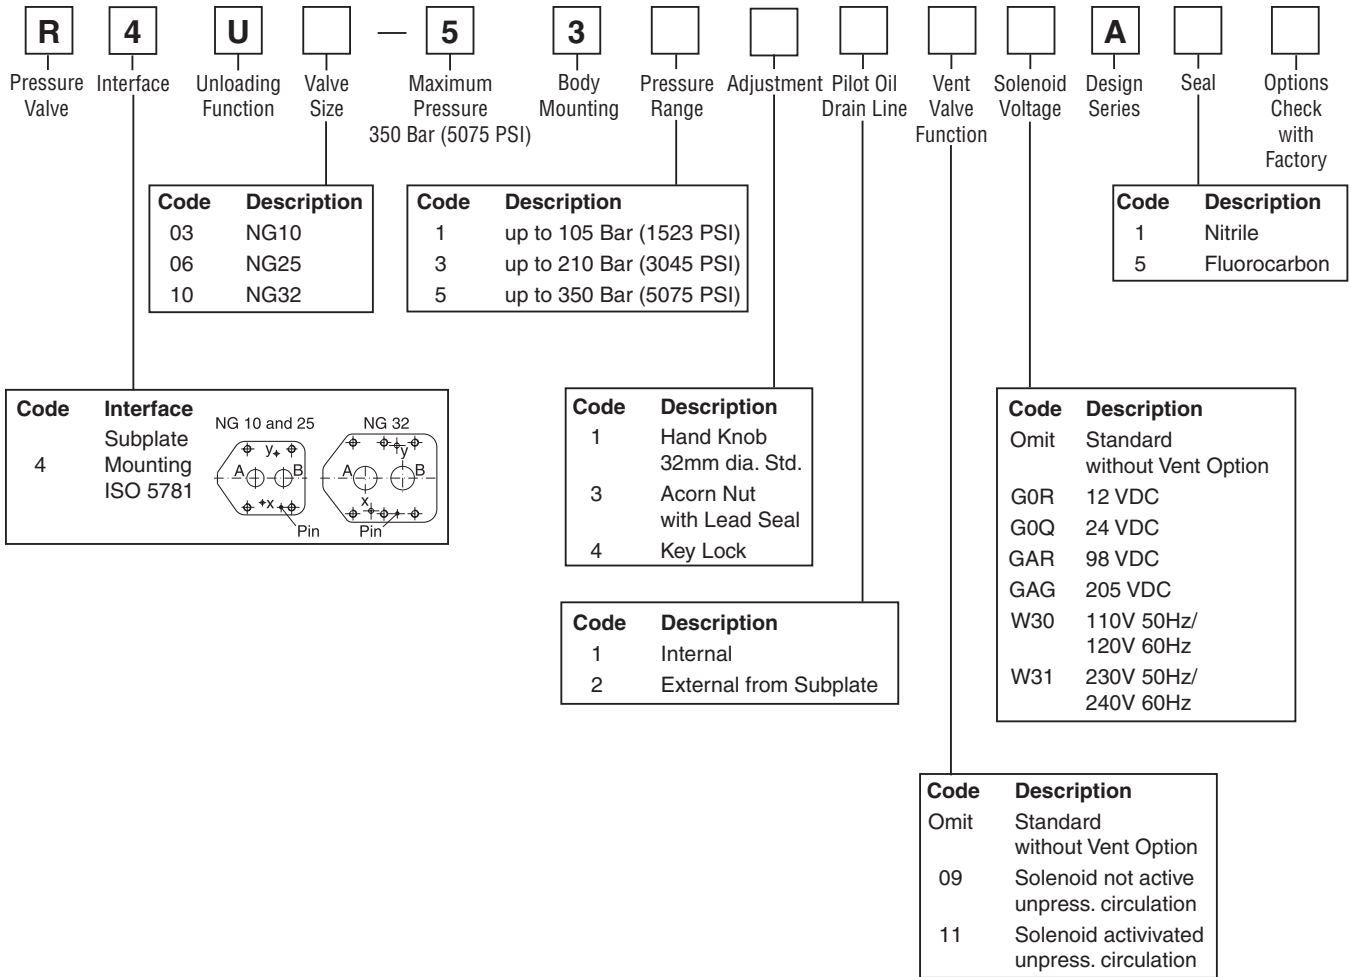 R 4 U — 5 3 A
Pressure Valve
Interface
Unloading Function
Valve Size
Maximum Pressure 350 Bar (5075 PSI)
Body Mounting
Pressure Range
Adjustment
Pilot Oil Drain Line
Vent Valve Function
Solenoid Voltage
Design Series
Seal
Options Check with Factory
Code Description
03 NG10
06 NG25
10 NG32
Code Description
1 up to 105 Bar (1523 PSI)
3 up to 210 Bar (3045 PSI)
5 up to 350 Bar (5075 PSI)
Code Description
1 Nitrile
5 Fluorocarbon
Code Interface
4 Subplate
Mounting
ISO 5781
NG 10 and 25
y
A B
x
Pin
NG 32
y
A B
x
Pin
Code Description
1 Hand Knob
32mm dia. Std.
3 Acorn Nut
with Lead Seal
4 Key Lock
Code Description
Omit Standard
without Vent Option
G0R 12 VDC
G0Q 24 VDC
GAR 98 VDC
GAG 205 VDC
W30 110V 50Hz/
120V 60Hz
W31 230V 50Hz/
240V 60Hz
Code Description
1 Internal
2 External from Subplate
Code Description
Omit Standard
without Vent Option
09 Solenoid not active
unpress. circulation
11 Solenoid activivated
unpress. circulation